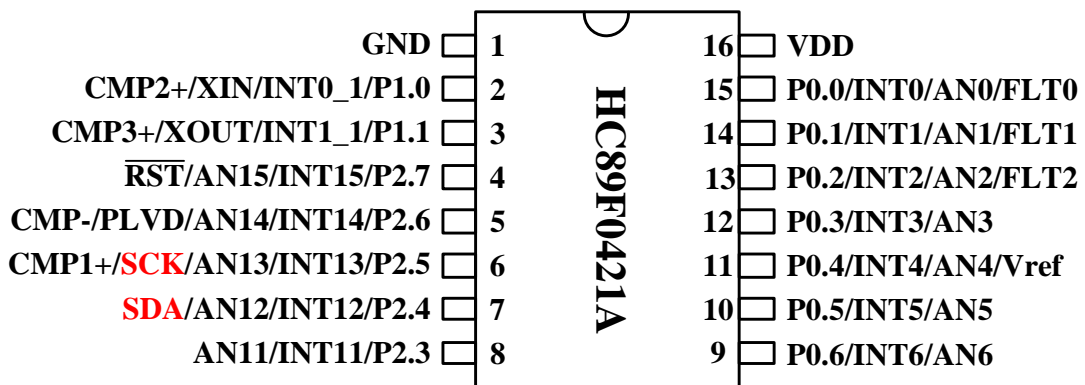 GND 1 16 VDD
CMP2+/XIN/INT0_1/P1.0 2 15 P0.0/INT0/AN0/FLT0
CMP3+/XOUT/INT1_1/P1.1 3 14 P0.1/INT1/AN1/FLT1
RST/AN15/INT15/P2.7 4 13 P0.2/INT2/AN2/FLT2
CMP-/PLVD/AN14/INT14/P2.6 5 12 P0.3/INT3/AN3
CMP1+/SCK/AN13/INT13/P2.5 6 11 P0.4/INT4/AN4/Vref
SDA/AN12/INT12/P2.4 7 10 P0.5/INT5/AN5
AN11/INT11/P2.3 8 9 P0.6/INT6/AN6
HC89F0421A